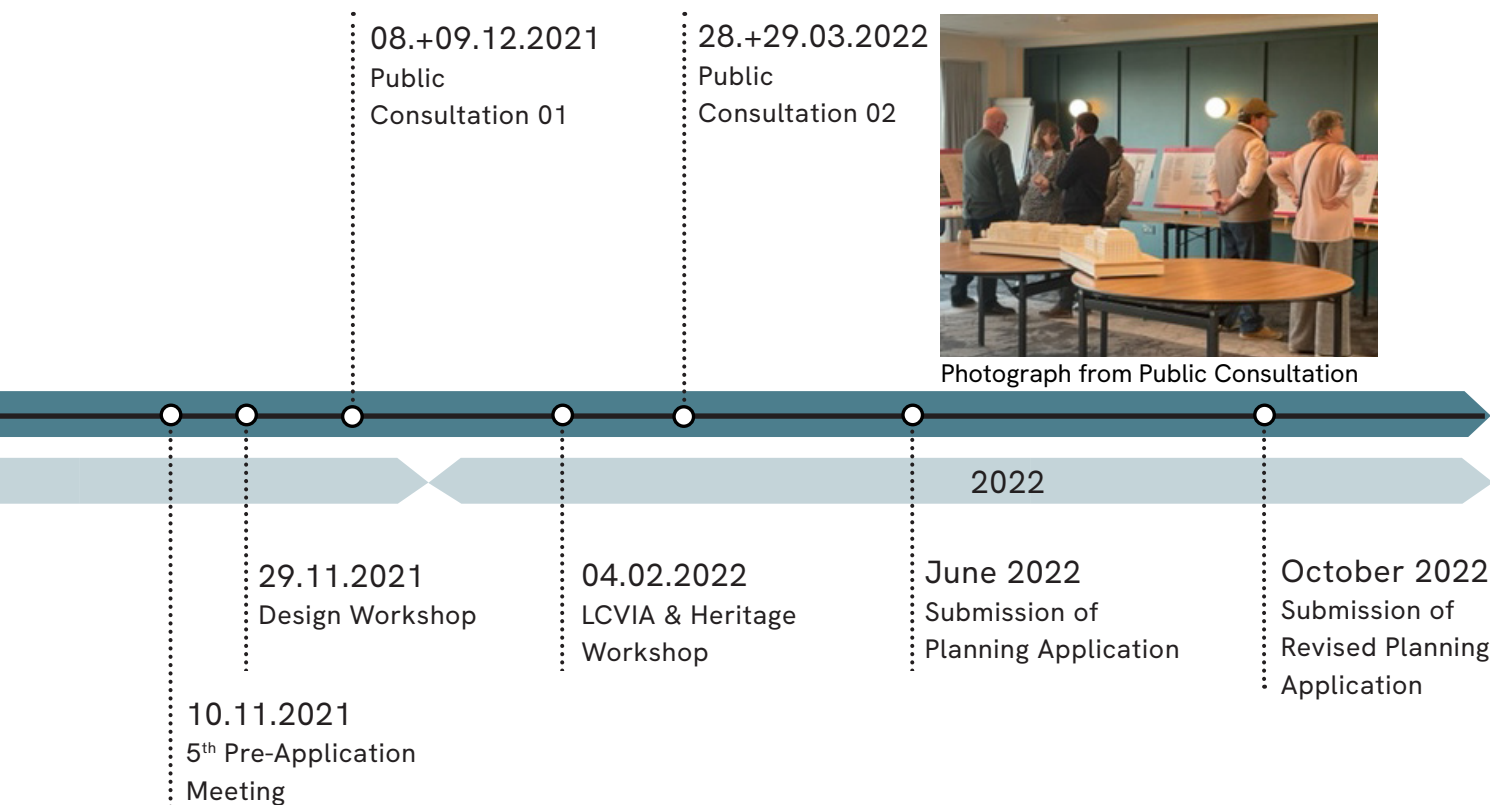 08.+09.12.2021
Public
Consultation 01
28.+29.03.2022
Public
Consultation 02
Photograph from Public Consultation
2022
29.11.2021
Design Workshop
04.02.2022
LCVIA & Heritage
Workshop
June 2022
Submission of
Planning Application
October 2022
Submission of
Revised Planning
Application
10.11.2021
5th Pre-Application
Meeting